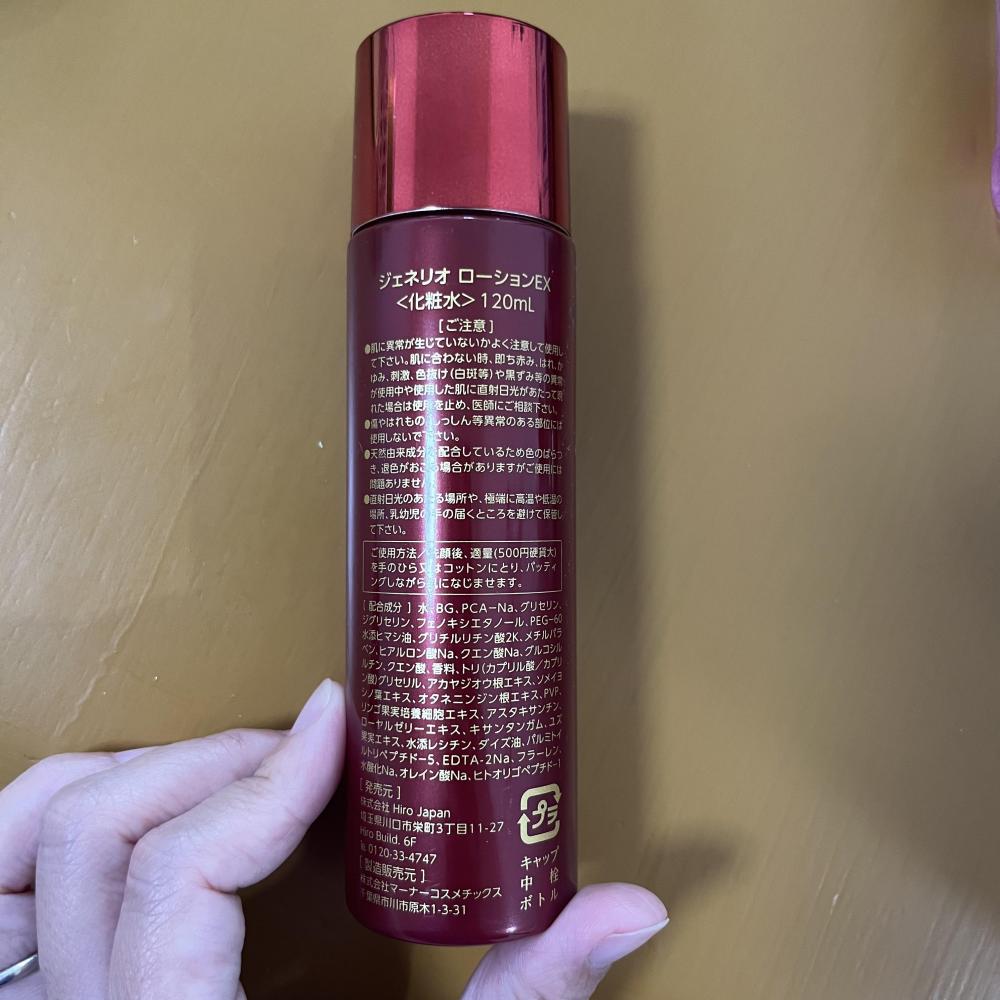 ジェネリオ ローションEX
<化粧水> 120mL
[ご注意]
●肌に異常が生じていないかよく注意して使用し
て下さい。肌に合わない時、即ち赤み、はれ、か
ゆみ、刺激、色抜け(白斑等)や黒ずみ等の異常
が使用中や使用した肌に直射日光があたって現
れた場合は使用を止め、医師にご相談下さい。
●傷やはれもの、しっしん等異常のある部位には
使用しないで下さい。
●天然由来成分を配合しているため色のばらつ
き、退色がおこる場合がありますがご使用には
問題ありません。
●直射日光のあたる場所や、極端に高温や低温の
場所、乳幼児の手の届くところを避けて保管し
て下さい。
ご使用方法/洗顔後、適量(500円硬貨大)
を手のひら又はコットンにとり、パッティ
ングしながら肌になじませます。
[ 配合成分 ] 水、BG、PCA-Na、グリセリン、
ジグリセリン、フェノキシエタノール、PEG-60
水添ヒマシ油、グリチルリチン酸2K、メチルパラ
ベン、ヒアルロン酸Na、クエン酸Na、グルコシル
ルチン、クエン酸、香料、トリ(カプリル酸/カプリ
ン酸)グリセリル、アカヤジオウ根エキス、ソメイヨ
シノ葉エキス、オタネニンジン根エキス、PVP、
リンゴ果実培養細胞エキス、アスタキサンチン、
ローヤルゼリーエキス、キサンタンガム、ユズ
果実エキス、水添レシチン、ダイズ油、パルミトイ
ルトリペプチド-5、EDTA-2Na、フラーレン、
水酸化Na、オレイン酸Na、ヒトオリゴペプチド-1
[ 発売元 ]
株式会社 Hiro Japan
埼玉県川口市栄町3丁目11-27
Hiro Build. 6F
℡ 0120-33-4747
[ 製造販売元 ]
株式会社マーナーコスメチックス
千葉県市川市原木1-3-31
プラ
キャップ
中栓
ボトル